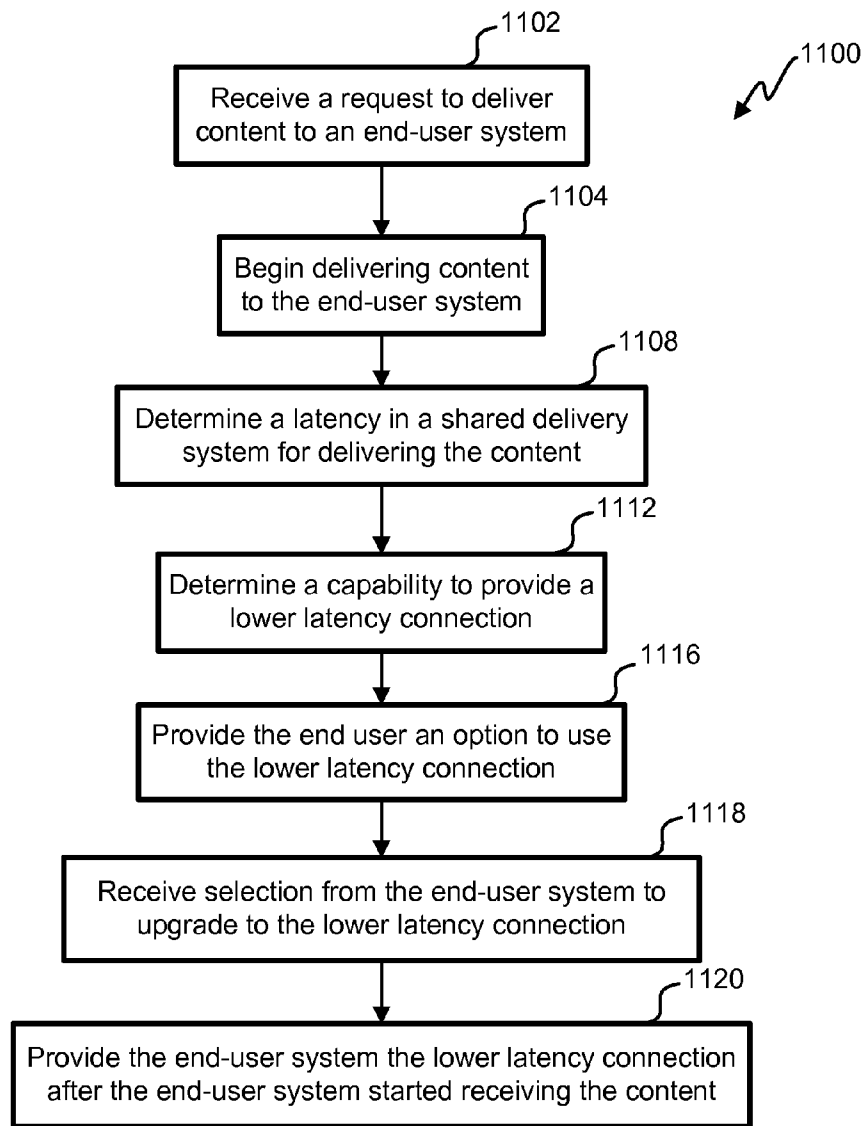 1102
1100
Receive a request to deliver
content to an end-user system
1104
Begin delivering content
to the end-user system
1108
Determine a latency in a shared delivery
system for delivering the content
1112
Determine a capability to provide a
lower latency connection
1116
Provide the end user an option to use
the lower latency connection
1118
Receive selection from the end-user system to
upgrade to the lower latency connection
1120
Provide the end-user system the lower latency connection
after the end-user system started receiving the content